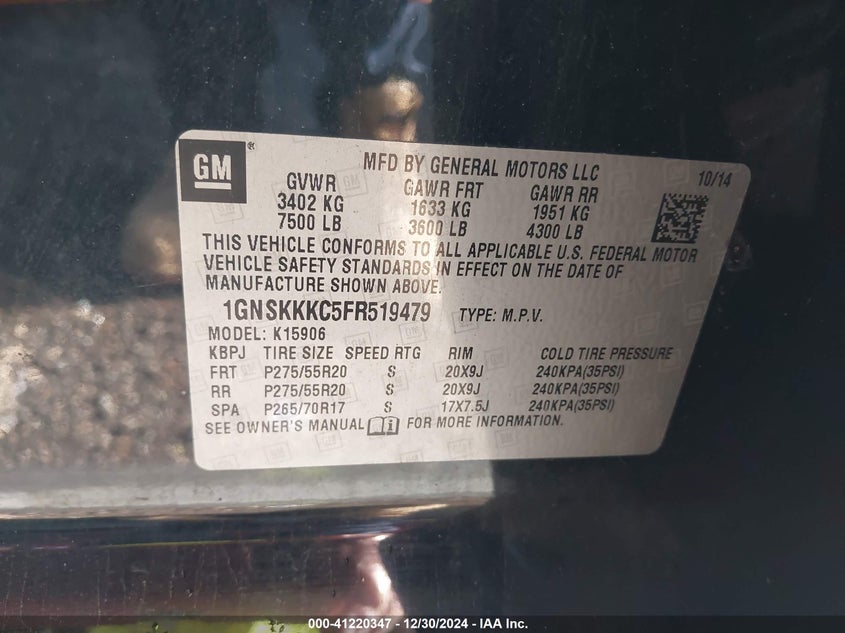 GM ®
MFD BY GENERAL MOTORS LLC
10/14
GVWR GAWR FRT GAWR RR
3402 KG 1633 KG 1951 KG
7500 LB 3600 LB 4300 LB
THIS VEHICLE CONFORMS TO ALL APPLICABLE U.S. FEDERAL MOTOR
VEHICLE SAFETY STANDARDS IN EFFECT ON THE DATE OF
MANUFACTURE SHOWN ABOVE.
1GNSKKKC5FR519479 TYPE: M.P.V.
MODEL: K15906
KBPJ TIRE SIZE SPEED RTG RIM COLD TIRE PRESSURE
FRT P275/55R20 S 20X9J 240KPA(35PSI)
RR P275/55R20 S 20X9J 240KPA(35PSI)
SPA P265/70R17 S 17X7.5J 240KPA(35PSI)
SEE OWNER'S MANUAL FOR MORE INFORMATION.
000-41220347 - 12/30/2024 - IAA Inc.